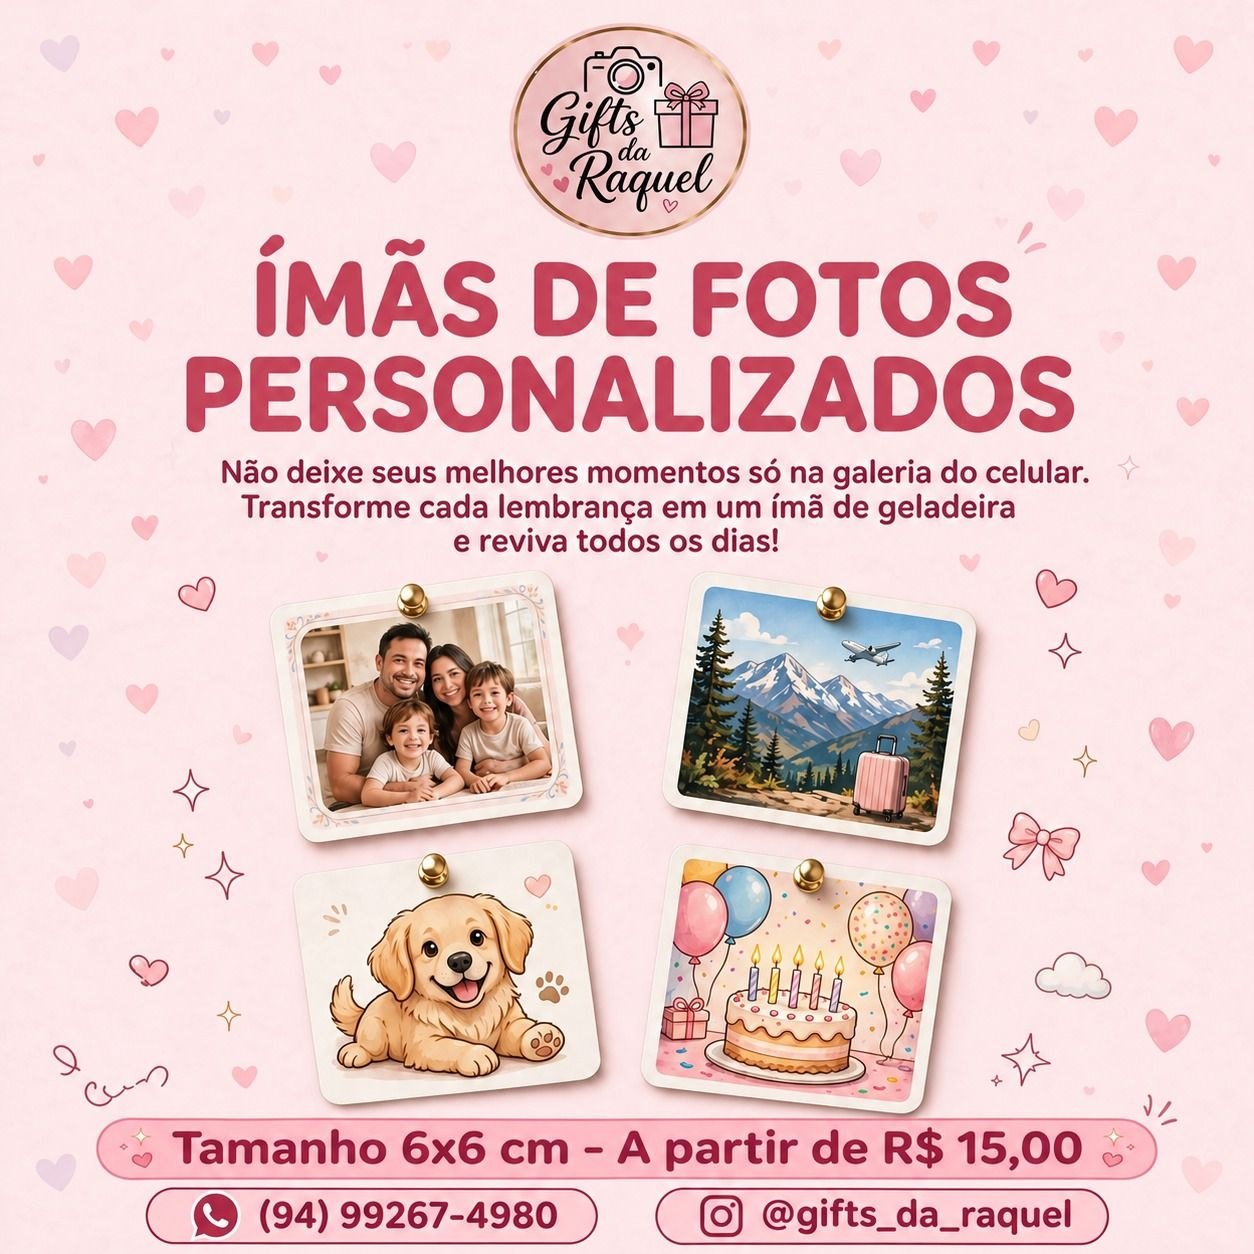 Gifts
da
Raquel
ÍMÃS DE FOTOS
PERSONALIZADOS
Não deixe seus melhores momentos só na galeria do celular.
Transforme cada lembrança em um ímã de geladeira
e reviva todos os dias!
Tamanho 6x6 cm - A partir de R$ 15,00
(94) 99267-4980
@gifts_da_raquel